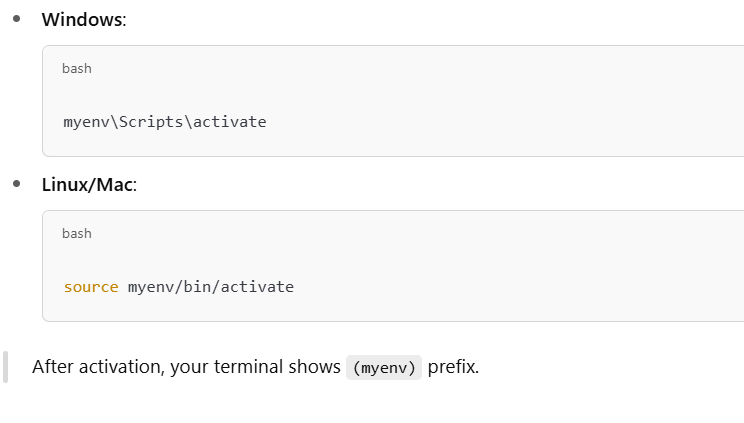 Windows:
bash
myenv\Scripts\activate
Linux/Mac:
bash
source myenv/bin/activate
After activation, your terminal shows (myenv) prefix.